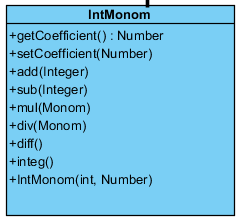 IntMonom
+getCoefficient() : Number
+setCoefficient(Number)
+add(Integer)
+sub(Integer)
+mul(Monom)
+div(Monom)
+diff()
+integ()
+IntMonom(int, Number)